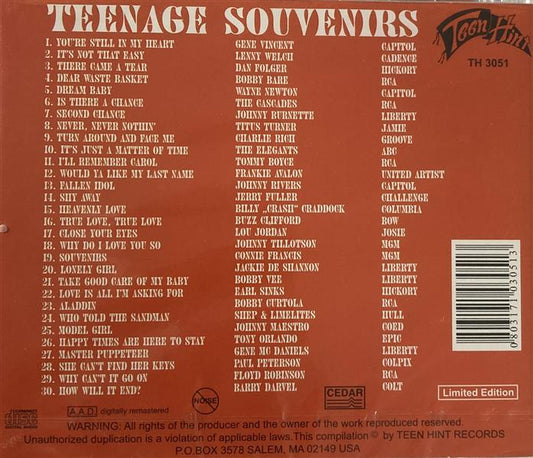 TEENAGE SOUVENIRS
Teen Hint
TH 3051
1. YOU'RE STILL IN MY HEART GENE VINCENT CAPITOL
2. IT'S NOT THAT EASY LENNY WELCH CADENCE
3. THERE CAME A TEAR DAN FOLGER HICKORY
4. DEAR WASTE BASKET BOBBY BARE RCA
5. DREAM BABY WAYNE NEWTON CAPITOL
6. IS THERE A CHANCE THE CASCADES RCA
7. SECOND CHANCE JOHNNY BURNETTE LIBERTY
8. NEVER, NEVER NOTHIN' TITUS TURNER JAMIE
9. TURN AROUND AND FACE ME CHARLIE RICH GROOVE
10. IT'S JUST A MATTER OF TIME THE ELEGANTS ABC
11. I'LL REMEMBER CAROL TOMMY BOYCE RCA
12. WOULD YA LIKE MY LAST NAME FRANKIE AVALON UNITED ARTIST
13. FALLEN IDOL JOHNNY RIVERS CAPITOL
14. SHY AWAY JERRY FULLER CHALLENGE
15. HEAVENLY LOVE BILLY „CRASH" CRADDOCK COLUMBIA
16. TRUE LOVE, TRUE LOVE BUZZ CLIFFORD BOW
17. CLOSE YOUR EYES LOU JORDAN JOSIE
18. WHY DO I LOVE YOU SO JOHNNY TILLOTSON MGM
19. SOUVENIRS CONNIE FRANCIS MGM
20. LONELY GIRL JACKIE DE SHANNON LIBERTY
21. TAKE GOOD CARE OF MY BABY BOBBY VEE LIBERTY
22. LOVE IS ALL I'M ASKING FOR EARL SINKS HICKORY
23. ALADDIN BOBBY CURTOLA RCA
24. WHO TOLD THE SANDMAN SHEP & LIMELITES HULL
25. MODEL GIRL JOHNNY MAESTRO COED
26. HAPPY TIMES ARE HERE TO STAY TONY ORLANDO EPIC
27. MASTER PUPPETEER GENE MC DANIELS LIBERTY
28. SHE CAN'T FIND HER KEYS PAUL PETERSON COLPIX
29. WHY CAN'T IT GO ON FLOYD ROBINSON RCA
30. HOW WILL IT END? BARRY DARVEL COLT
0803171030513
A.A.D. digitally remastered
NOISE
CEDAR
Limited Edition
WARNING: All rights of the producer and the owner of the work reproduced reserved.
Unauthorized duplication is a violation of applicable laws.This compilation © by TEEN HINT RECORDS
P.O.BOX 3578 SALEM, MA 02149 USA